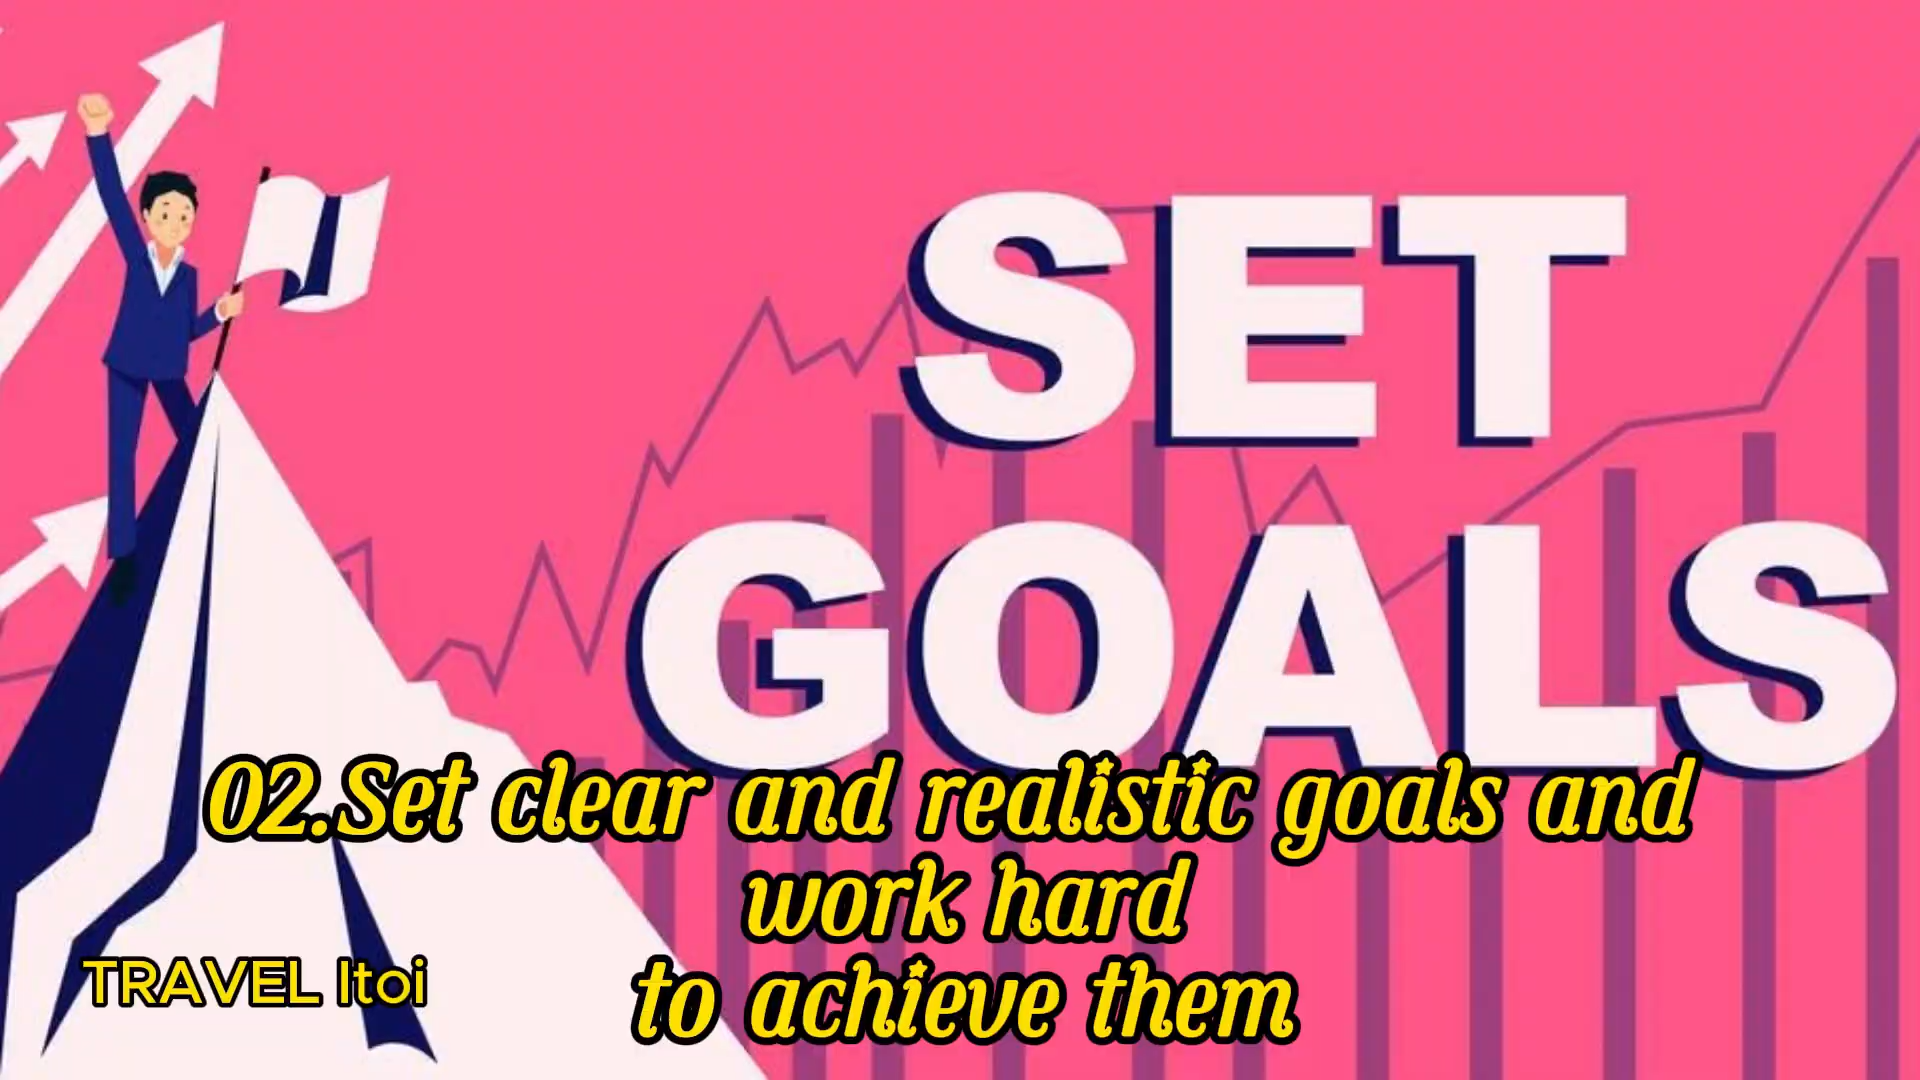 SET
GOALS
02.Set clear and realistic goals and
work hard
to achieve them
TRAVEL Itoi